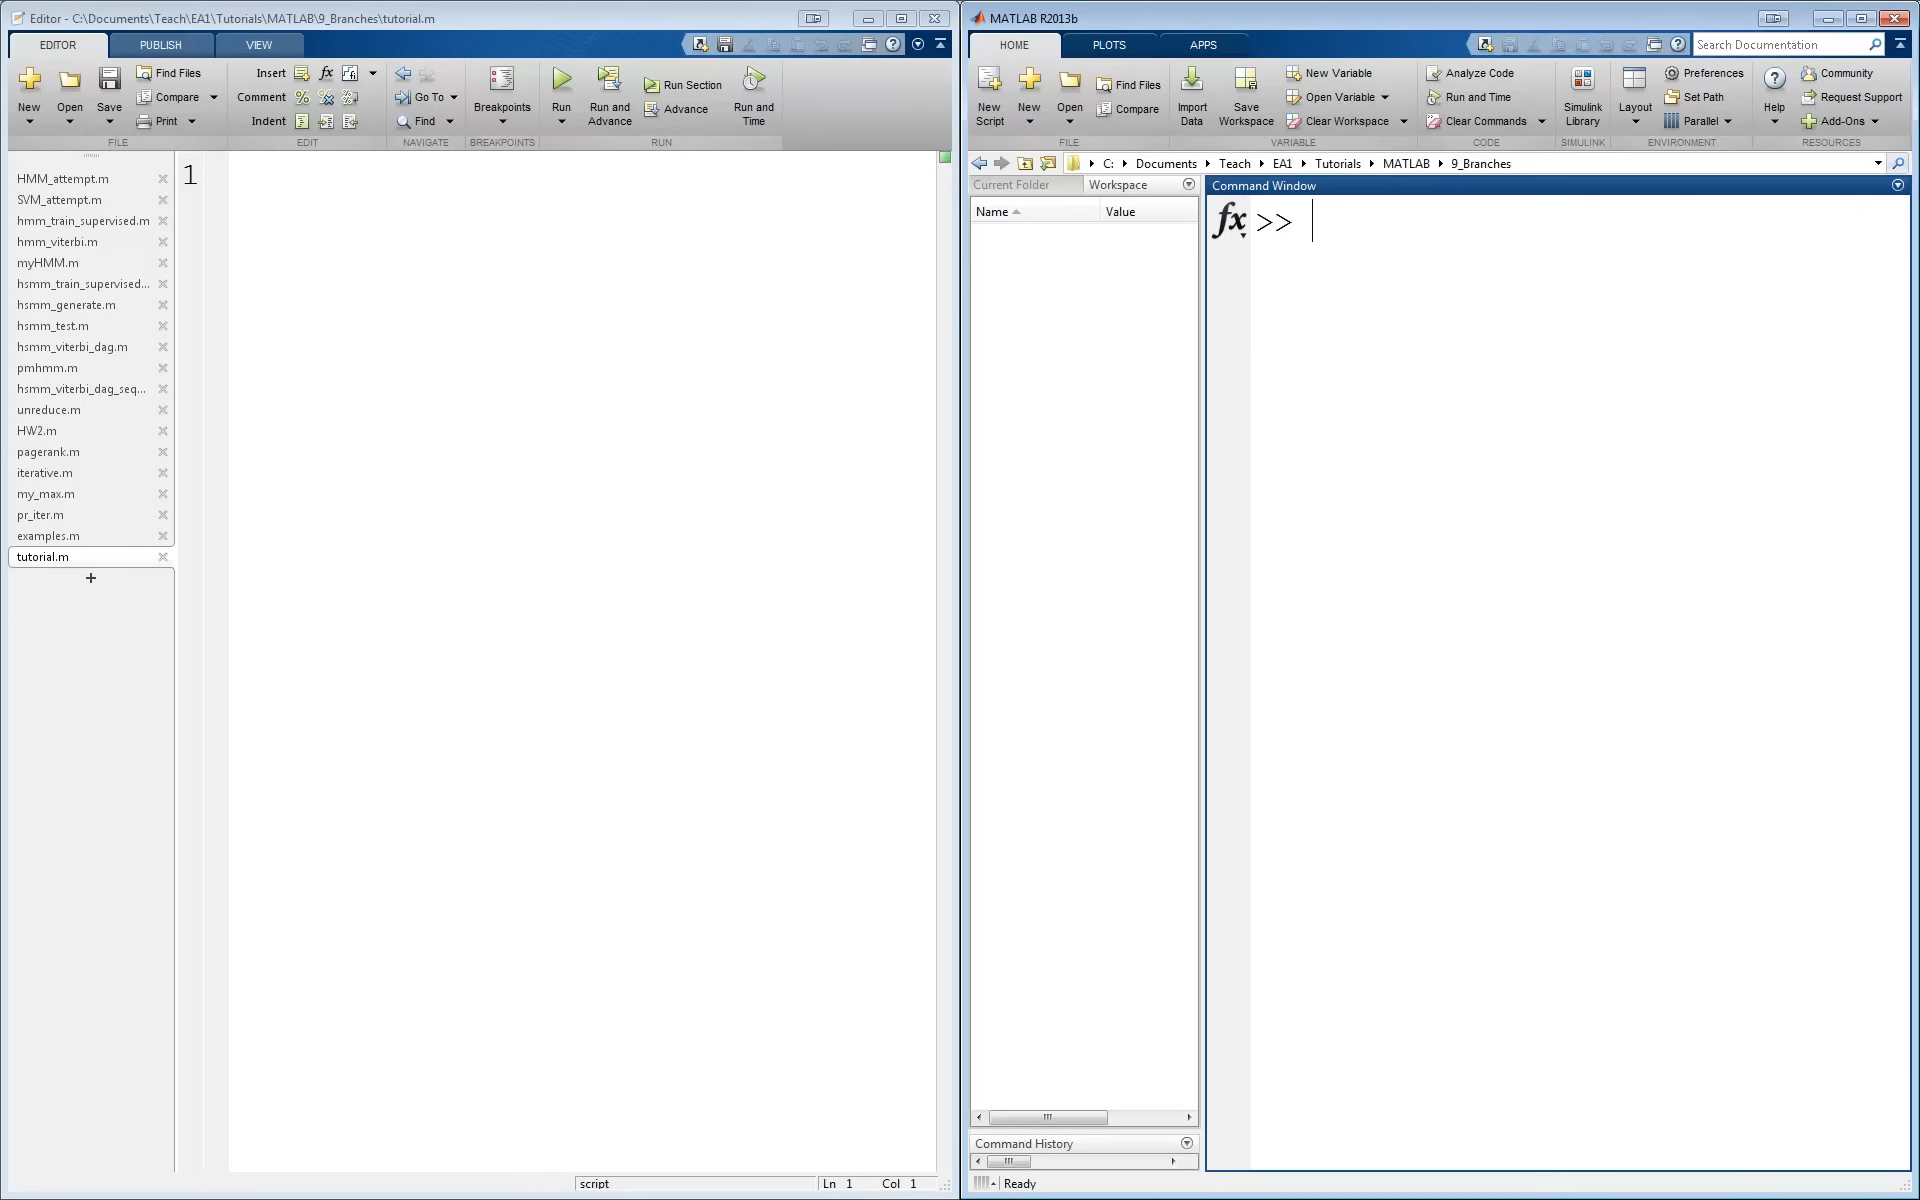 Editor - C:\Documents\Teach\EA1\Tutorials\MATLAB\9_Branches\tutorial.m
EDITOR PUBLISH VIEW
New Open Save Find Files Compare Print
FILE
Insert fx
Comment
Indent
EDIT
Go To
Find
NAVIGATE
Breakpoints
BREAKPOINTS
Run
Run and Advance
Run Section
Advance
Run and Time
RUN
HMM_attempt.m
SVM_attempt.m
hmm_train_supervised.m
hmm_viterbi.m
myHMM.m
hsmm_train_supervised...
hsmm_generate.m
hsmm_test.m
hsmm_viterbi_dag.m
pmhmm.m
hsmm_viterbi_dag_seq...
unreduce.m
HW2.m
pagerank.m
iterative.m
my_max.m
pr_iter.m
examples.m
tutorial.m
+
1
script Ln 1 Col 1
MATLAB R2013b
HOME PLOTS APPS
Search Documentation
New Script
New
Open
Find Files
Compare
FILE
Import Data
Save Workspace
New Variable
Open Variable
Clear Workspace
VARIABLE
Analyze Code
Run and Time
Clear Commands
CODE
Simulink Library
SIMULINK
Layout
Preferences
Set Path
Parallel
ENVIRONMENT
Help
Community
Request Support
Add-Ons
RESOURCES
C: Documents Teach EA1 Tutorials MATLAB 9_Branches
Current Folder Workspace
Name Value
Command Window
fx >>
Command History
Ready